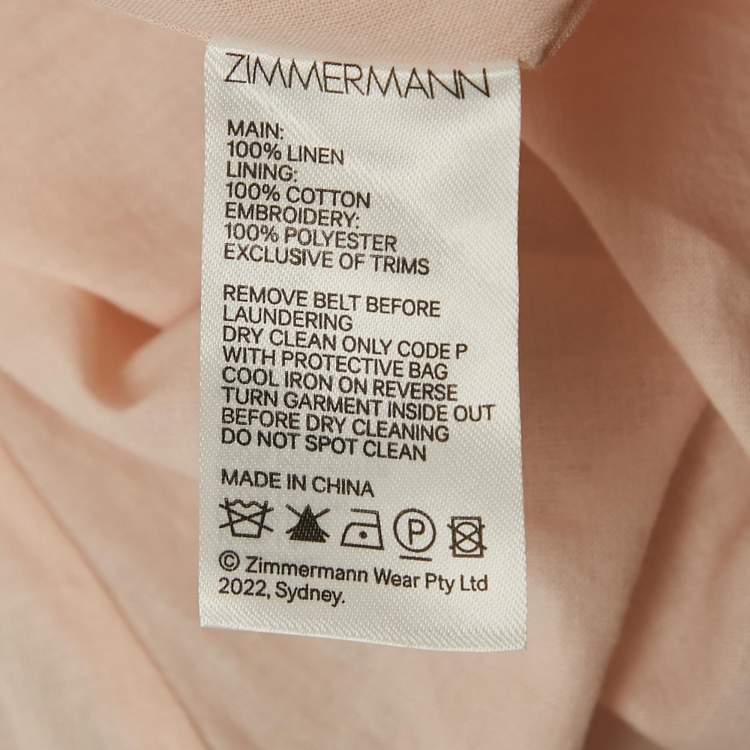 ZIMMERMANN
MAIN:
100% LINEN
LINING:
100% COTTON
EMBROIDERY:
100% POLYESTER
EXCLUSIVE OF TRIMS
REMOVE BELT BEFORE
LAUNDERING
DRY CLEAN ONLY CODE P
WITH PROTECTIVE BAG
COOL IRON ON REVERSE
TURN GARMENT INSIDE OUT
BEFORE DRY CLEANING
DO NOT SPOT CLEAN
MADE IN CHINA
P
© Zimmermann Wear Pty Ltd
2022, Sydney.